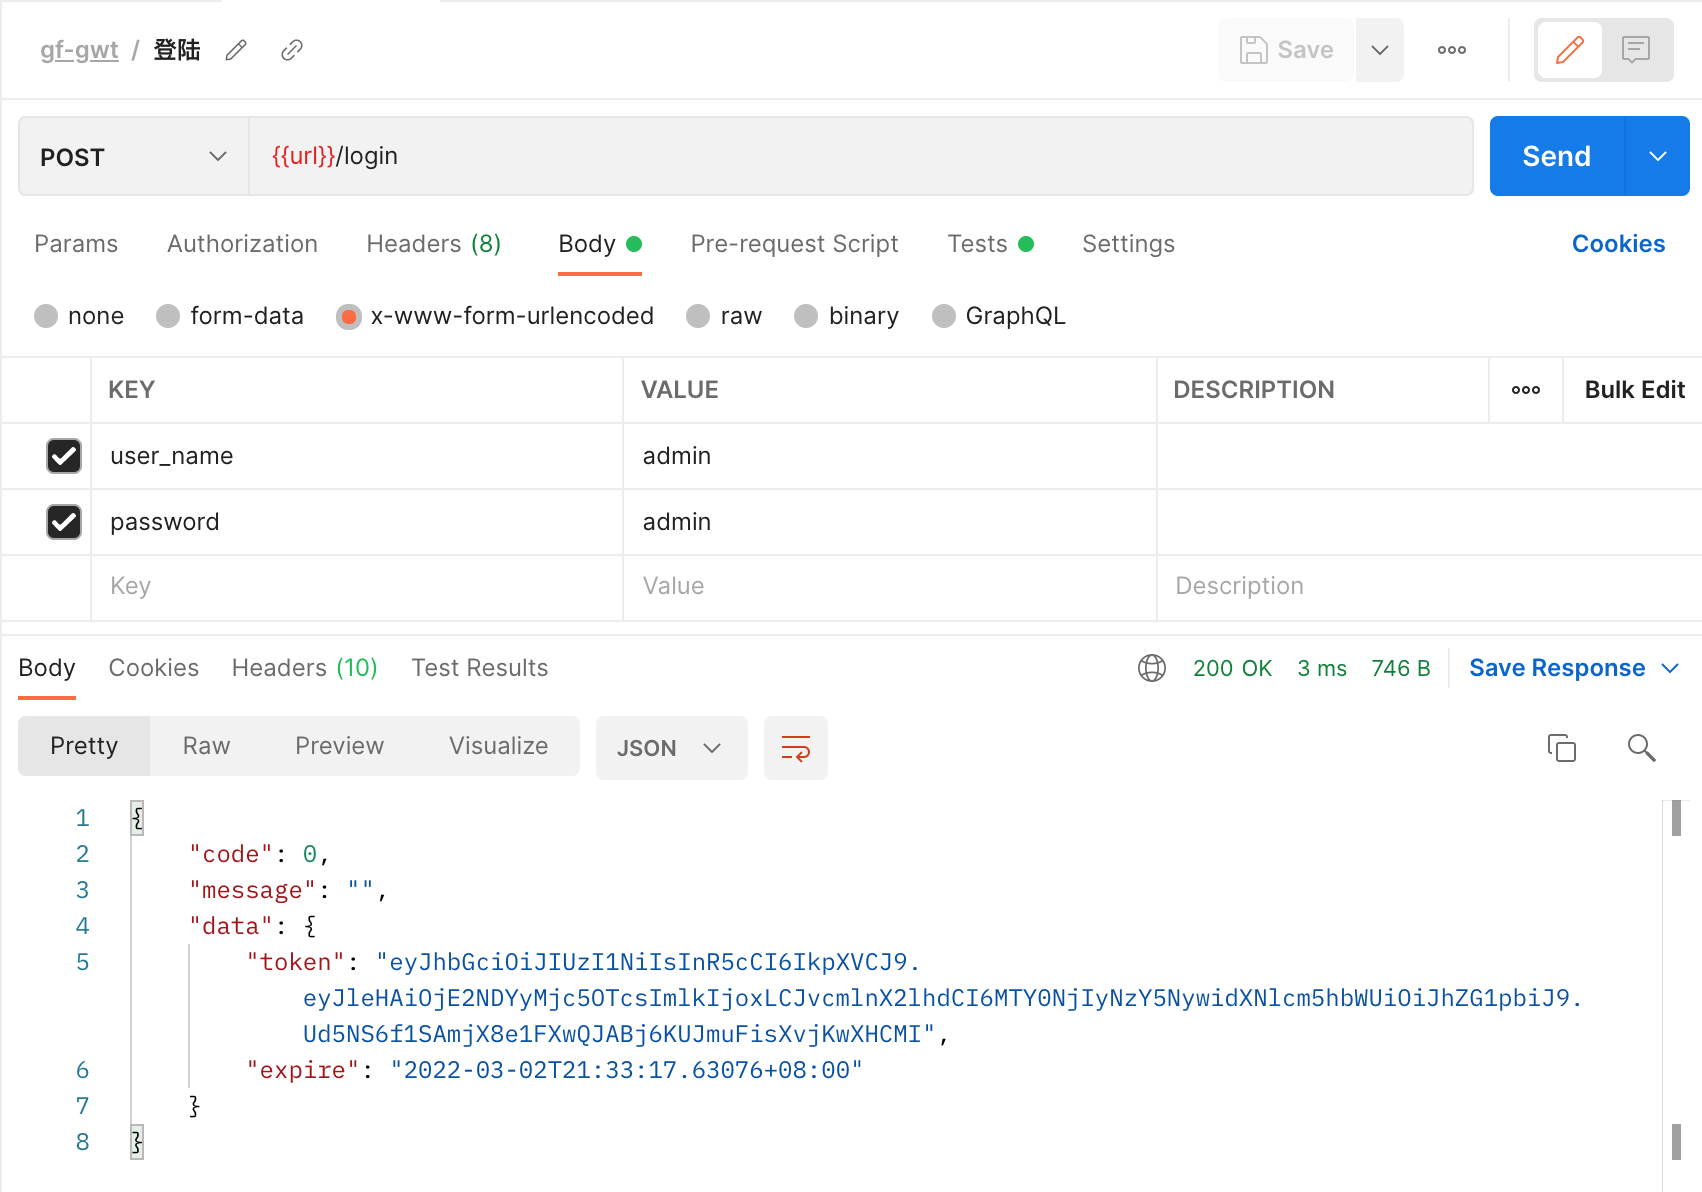 gf-gwt / 登陆
Save
POST
{{url}}/login
Send
Params Authorization Headers (8) Body Pre-request Script Tests Settings Cookies
none form-data x-www-form-urlencoded raw binary GraphQL
KEY VALUE DESCRIPTION Bulk Edit
user_name admin
password admin
Key Value Description
Body Cookies Headers (10) Test Results 200 OK 3 ms 746 B Save Response
Pretty Raw Preview Visualize JSON
1 {
2 "code": 0,
3 "message": "",
4 "data": {
5 "token": "eyJhbGciOiJIUzI1NiIsInR5cCI6IkpXVCJ9.
eyJleHAiOjE2NDYyMjc5OTcsImlkIjoxLCJvcmlnX2lhdCI6MTY0NjIyNzY5NywidXNlcm5hbWUiOiJhZG1pbiJ9.
Ud5NS6f1SAmjX8e1FXwQJABj6KUJmuFisXvjKwXHCMI",
6 "expire": "2022-03-02T21:33:17.63076+08:00"
7 }
8 }